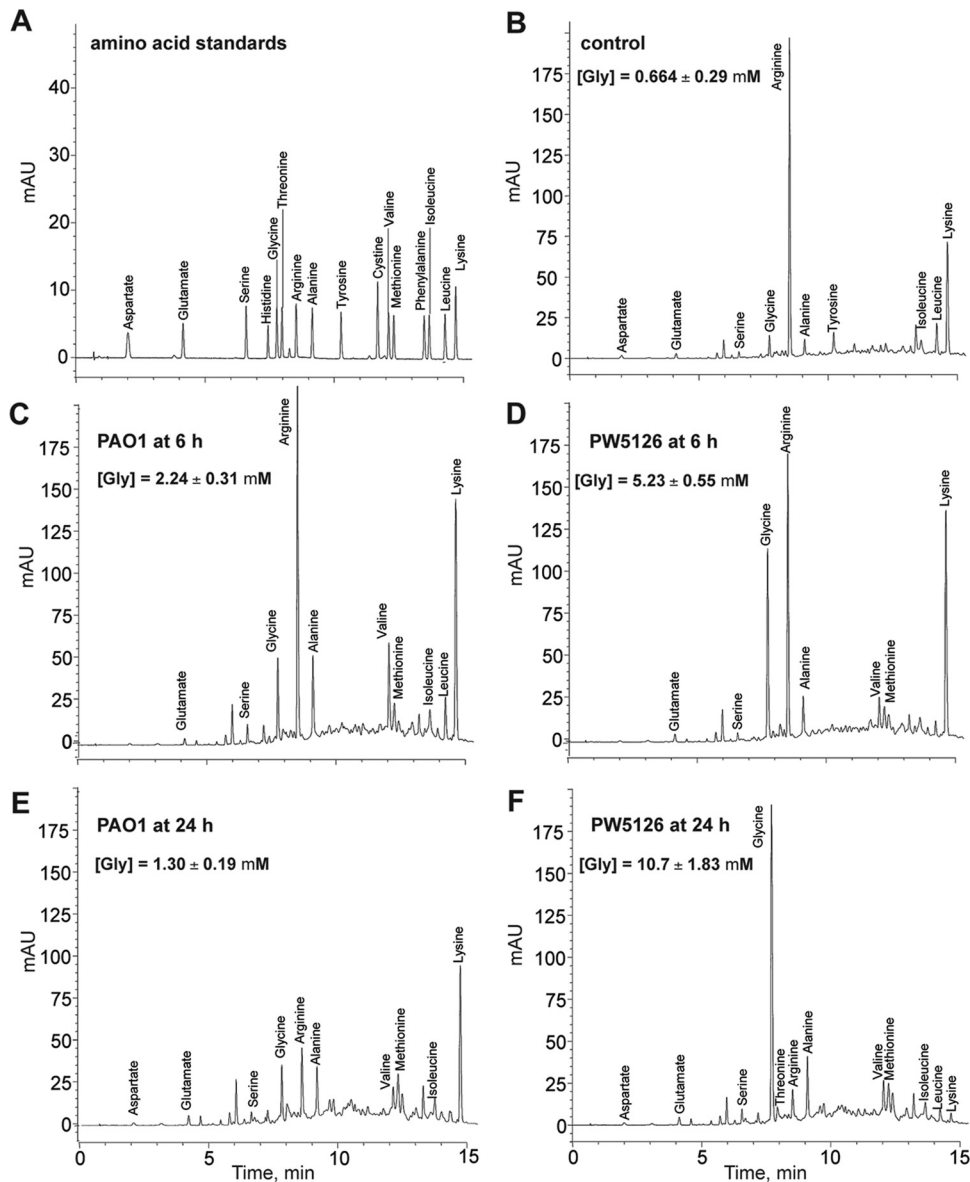 A
amino acid standards
mAU
40
30
20
10
0
Aspartate
Glutamate
Serine
Histidine
Glycine
Threonine
Arginine
Alanine
Tyrosine
Cystine
Valine
Methionine
Phenylalanine
Isoleucine
Leucine
Lysine
B
control
[Gly] = 0.664 ± 0.29 mM
mAU
175
150
125
100
75
50
25
0
Aspartate
Glutamate
Serine
Glycine
Arginine
Alanine
Tyrosine
Isoleucine
Leucine
Lysine
C
PAO1 at 6 h
[Gly] = 2.24 ± 0.31 mM
mAU
175
150
125
100
75
50
25
0
Glutamate
Serine
Glycine
Arginine
Alanine
Valine
Methionine
Isoleucine
Leucine
Lysine
D
PW5126 at 6 h
[Gly] = 5.23 ± 0.55 mM
mAU
175
150
125
100
75
50
25
0
Glutamate
Serine
Glycine
Arginine
Alanine
Valine
Methionine
Lysine
E
PAO1 at 24 h
[Gly] = 1.30 ± 0.19 mM
mAU
175
150
125
100
75
50
25
0
Aspartate
Glutamate
Serine
Glycine
Arginine
Alanine
Valine
Methionine
Isoleucine
Lysine
0 5 10 15
Time, min
F
PW5126 at 24 h
[Gly] = 10.7 ± 1.83 mM
mAU
175
150
125
100
75
50
25
0
Aspartate
Glutamate
Serine
Glycine
Threonine
Arginine
Alanine
Valine
Methionine
Isoleucine
Leucine
Lysine
0 5 10 15
Time, min